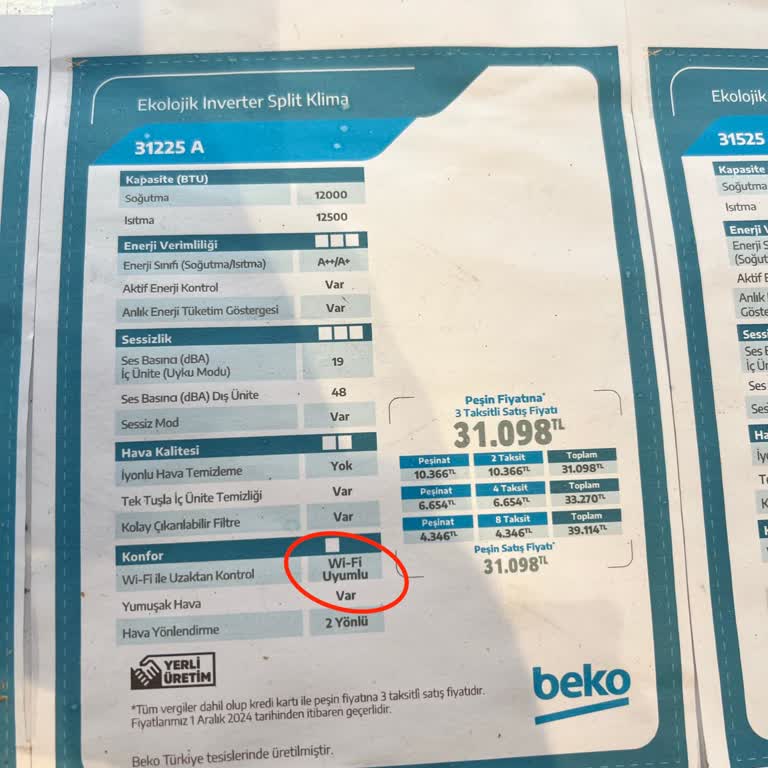 Ekolojik Inverter Split Klima
31225 A
Kapasite (BTU)
Soğutma 12000
Isıtma 12500
Enerji Verimliliği
Enerji Sınıfı (Soğutma/Isıtma) A++/A+
Aktif Enerji Kontrol Var
Anlık Enerji Tüketim Göstergesi Var
Sessizlik
Ses Basıncı (dBA)
İç Ünite (Uyku Modu) 19
Ses Basıncı (dBA) Dış Ünite 48
Sessiz Mod Var
Hava Kalitesi
İyonlu Hava Temizleme Yok
Tek Tuşla İç Ünite Temizliği Var
Kolay Çıkarılabilir Filtre Var
Konfor
Wi-Fi ile Uzaktan Kontrol Wi-Fi
Uyumlu
Yumuşak Hava Var
Hava Yönlendirme 2 Yönlü
Peşin Fiyatına*
3 Taksitli Satış Fiyatı
31.098TL
Peşinat 2 Taksit Toplam
10.366TL 10.366TL 31.098TL
Peşinat 4 Taksit Toplam
6.654TL 6.654TL 33.270TL
Peşinat 8 Taksit Toplam
4.346TL 4.346TL 39.114TL
Peşin Satış Fiyatı*
31.098TL
YERLİ
ÜRETİM
beko
*Tüm vergiler dahil olup kredi kartı ile peşin fiyatına 3 taksitli satış fiyatıdır.
Fiyatlarımız 1 Aralık 2024 tarihinden itibaren geçerlidir.
Beko Türkiye tesislerinde üretilmiştir.
Ekolojik
31525
Kapasite
Soğutma
Isıtma
Enerji
Aktif
Anlık